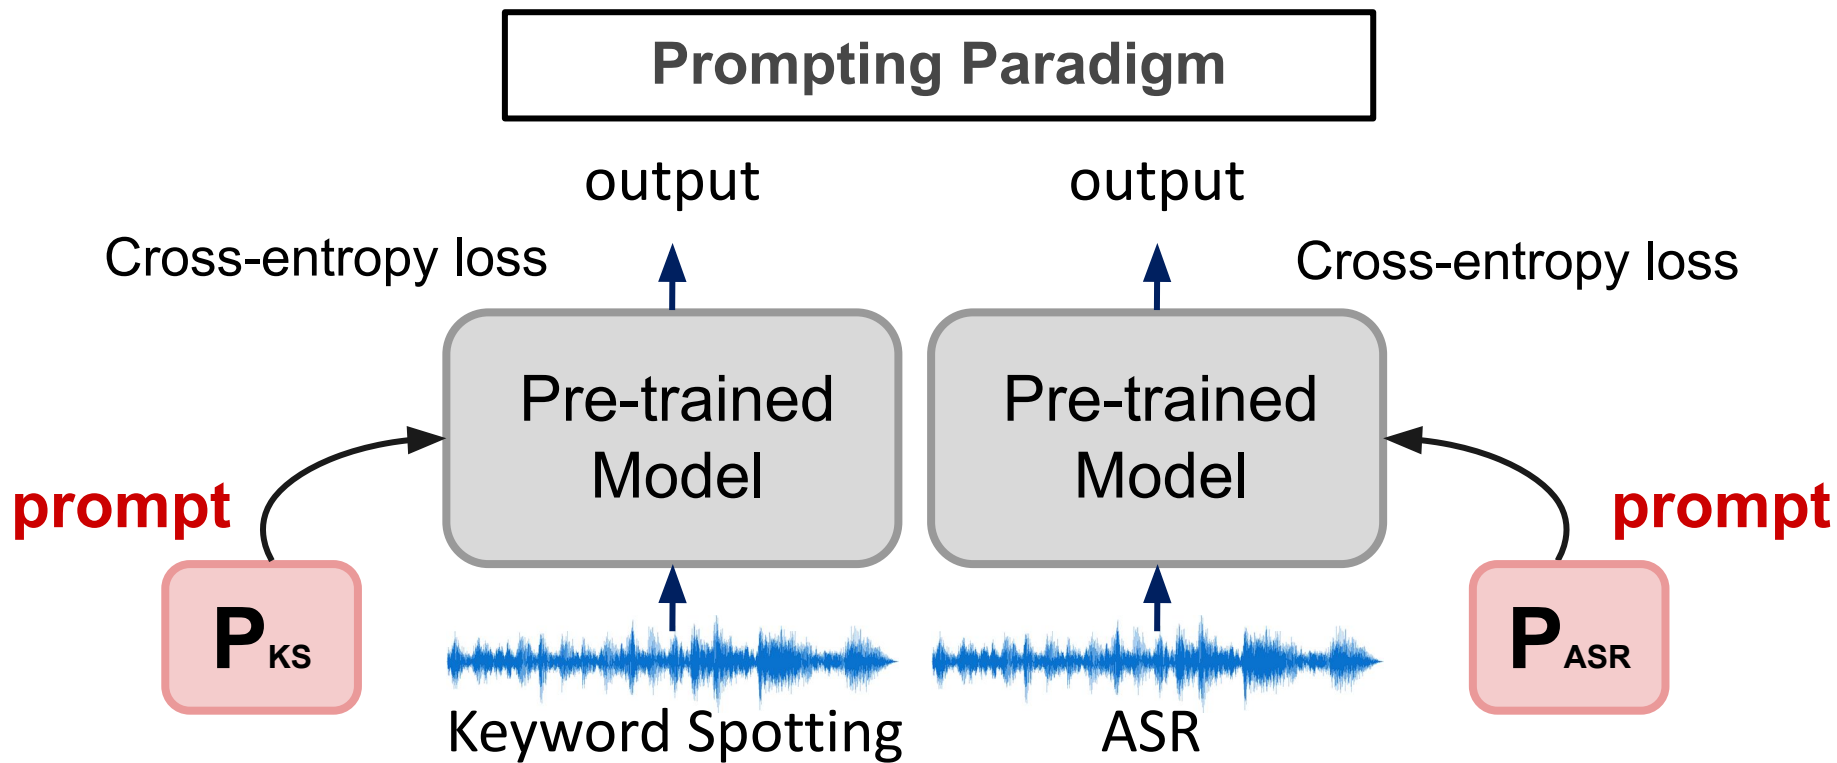 Prompting Paradigm
output output
Cross-entropy loss Cross-entropy loss
Pre-trained Pre-trained
Model Model
prompt prompt
PKS PASR
Keyword Spotting ASR